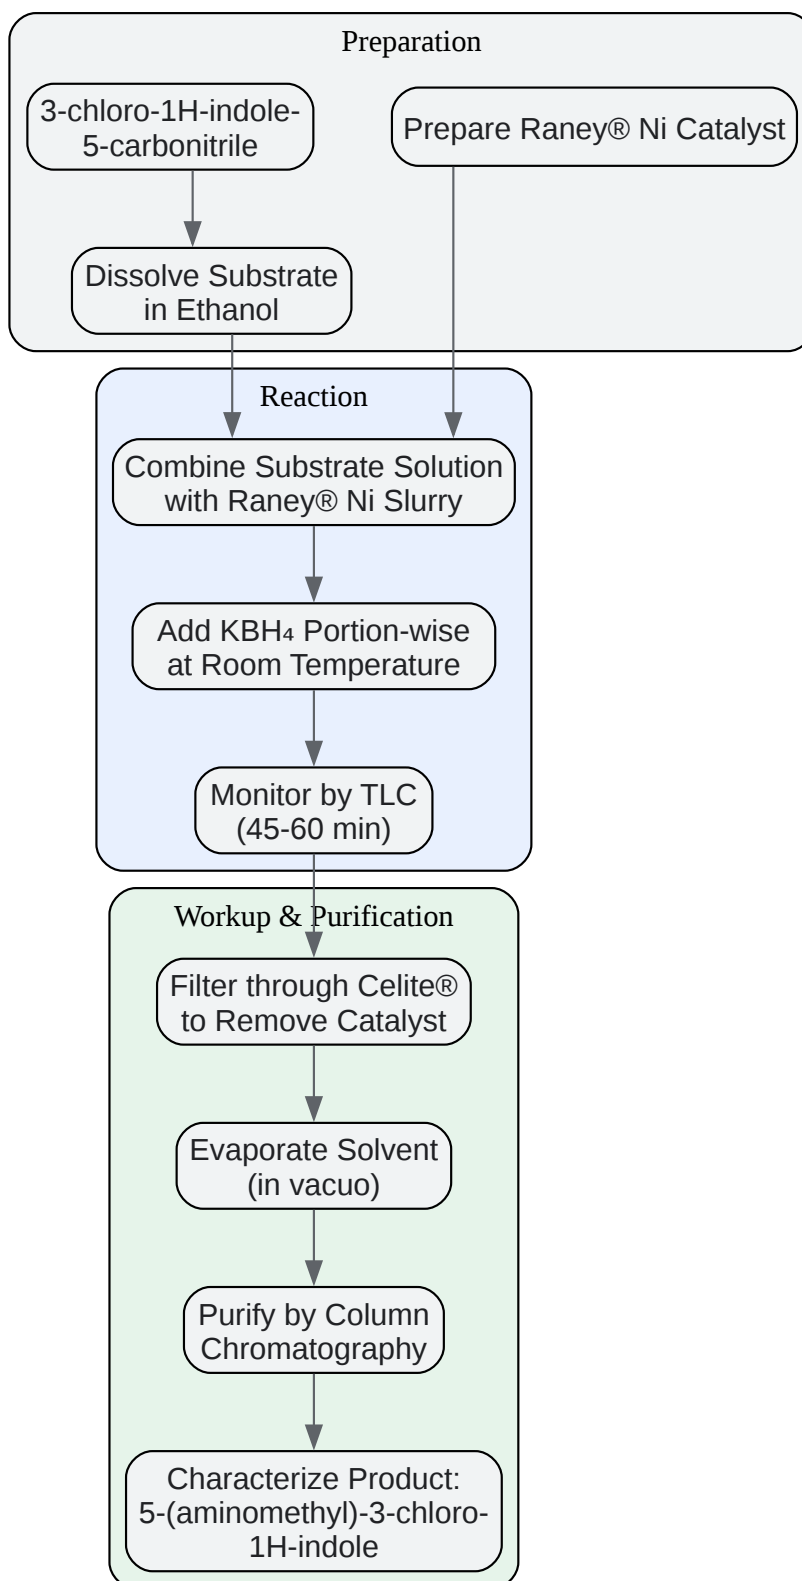 Preparation
3-chloro-1H-indole-
5-carbonitrile
Prepare Raney® Ni Catalyst
Dissolve Substrate
in Ethanol
Reaction
Combine Substrate Solution
with Raney® Ni Slurry
Add KBH₄ Portion-wise
at Room Temperature
Monitor by TLC
(45-60 min)
Workup & Purification
Filter through Celite®
to Remove Catalyst
Evaporate Solvent
(in vacuo)
Purify by Column
Chromatography
Characterize Product:
5-(aminomethyl)-3-chloro-
1H-indole